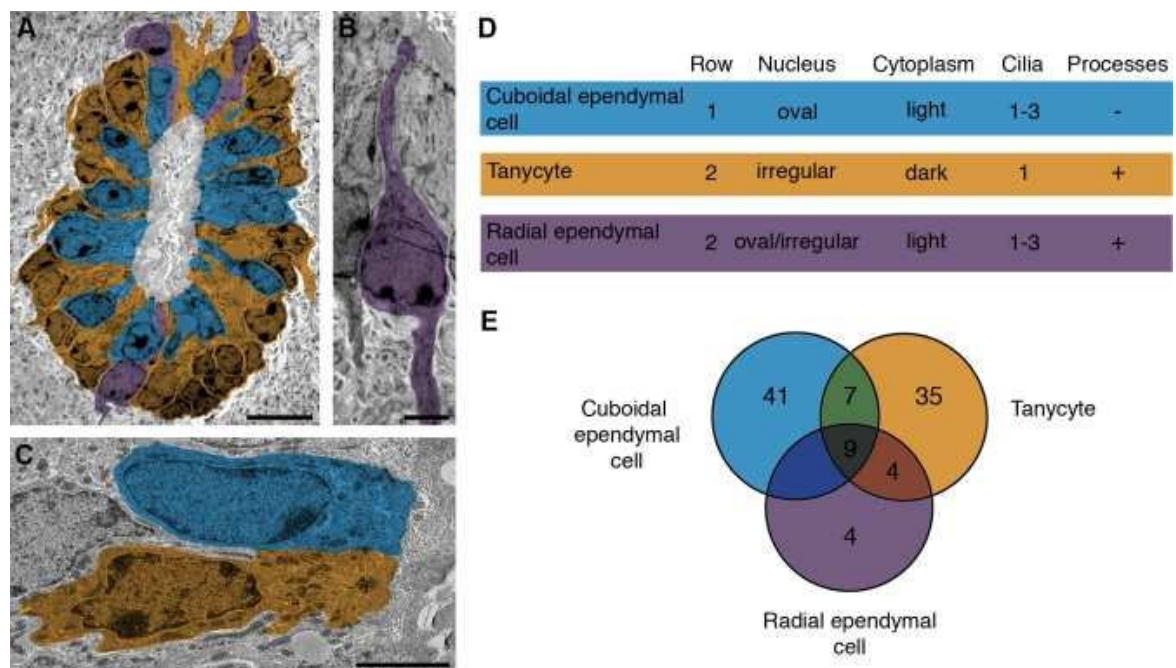 A
B
D
Row Nucleus Cytoplasm Cilia Processes
Cuboidal ependymal
cell 1 oval light 1-3 -
Tanycyte 2 irregular dark 1 +
Radial ependymal
cell 2 oval/irregular light 1-3 +
C
E
41 7 35
Cuboidal
ependymal
cell
Tanycyte
9
4
4
Radial ependymal
cell